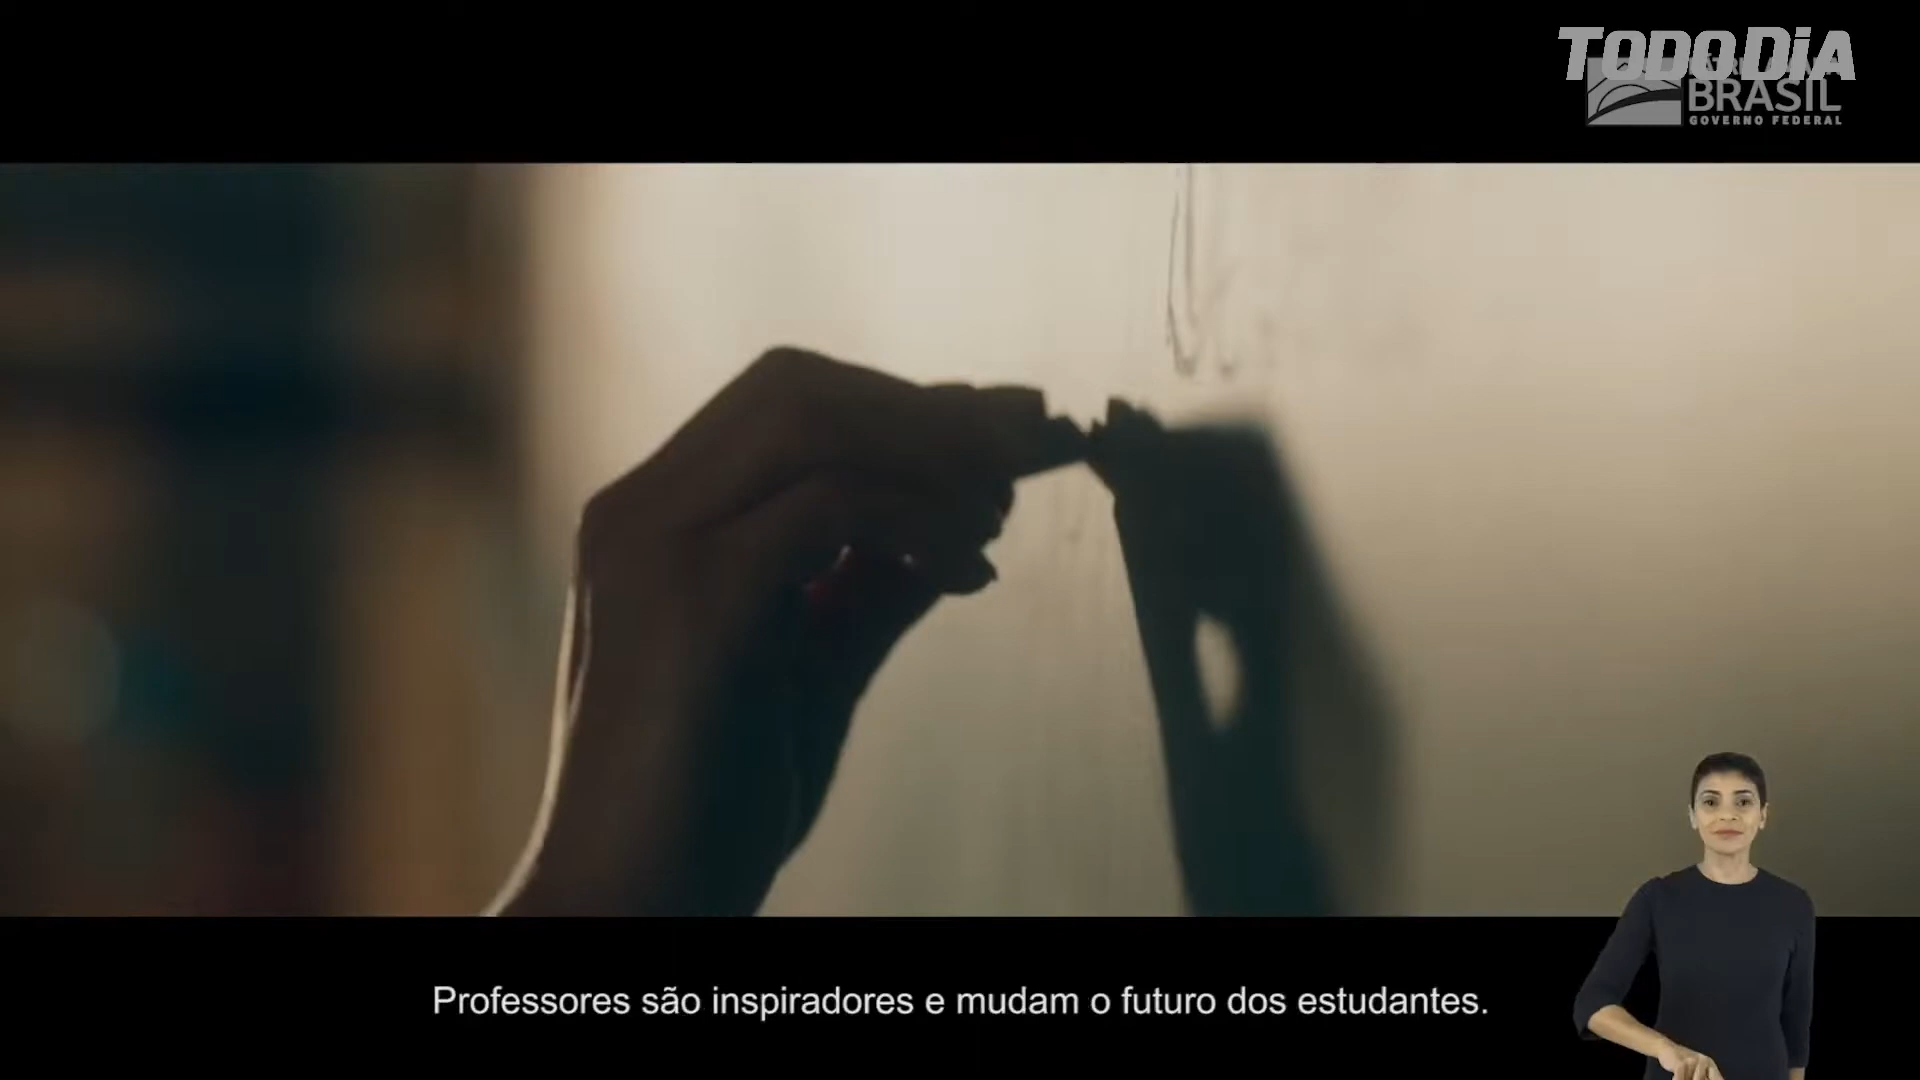 TODO DiA
BRASIL
GOVERNO FEDERAL
Professores são inspiradores e mudam o futuro dos estudantes.